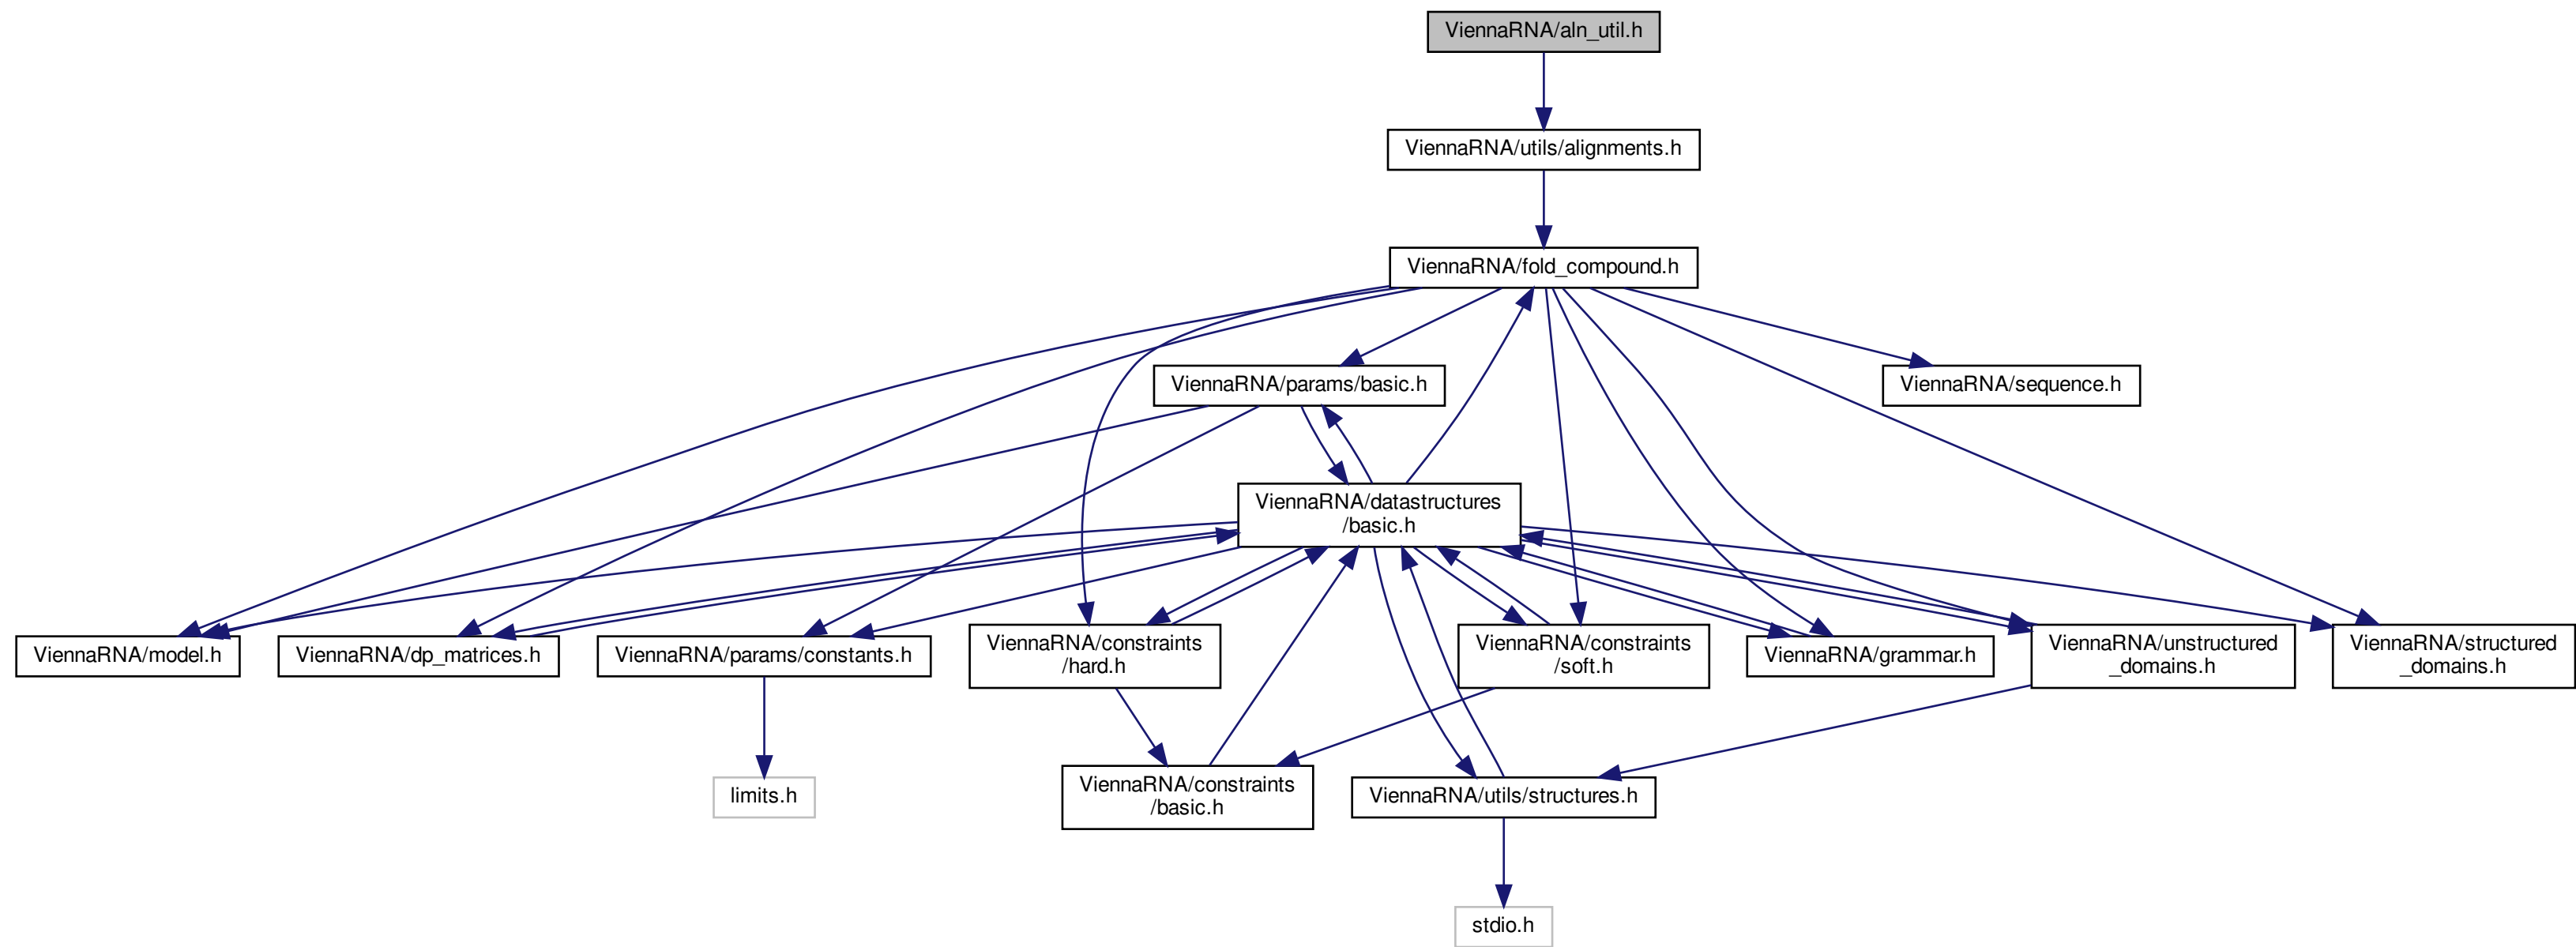 ViennaRNA/aln_util.h
ViennaRNA/utils/alignments.h
ViennaRNA/fold_compound.h
ViennaRNA/params/basic.h
ViennaRNA/sequence.h
ViennaRNA/datastructures
/basic.h
ViennaRNA/model.h
ViennaRNA/dp_matrices.h
ViennaRNA/params/constants.h
ViennaRNA/constraints
/hard.h
ViennaRNA/constraints
/soft.h
ViennaRNA/grammar.h
ViennaRNA/unstructured
_domains.h
ViennaRNA/structured
_domains.h
limits.h
ViennaRNA/constraints
/basic.h
ViennaRNA/utils/structures.h
stdio.h